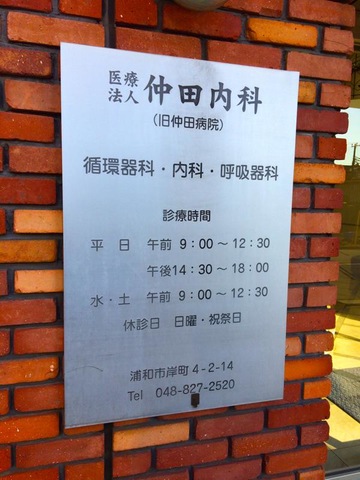 医療法人 仲田内科
(旧仲田病院)
循環器科・内科・呼吸器科
診療時間
平 日 午前 9:00～12:30
午後14:30～18:00
水・土 午前 9:00～12:30
休診日 日曜・祝祭日
浦和市岸町4-2-14
Tel 048-827-2520